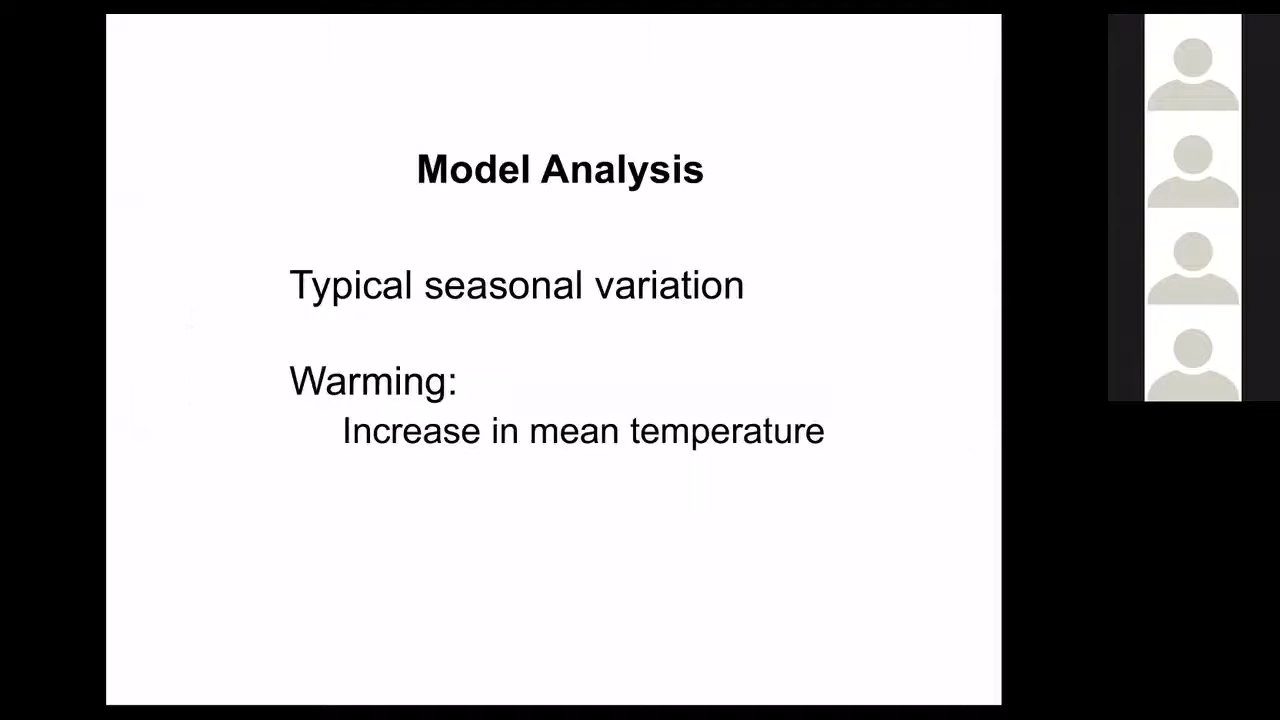 Model Analysis
Typical seasonal variation
Warming:
Increase in mean temperature